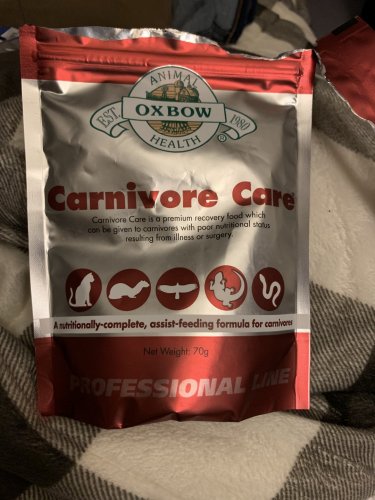 ANIMAL
EST. OXBOW 1980
HEALTH®
Carnivore Care
Carnivore Care is a premium recovery food which
can be given to carnivores with poor nutritional status
resulting from illness or surgery.
A nutritionally-complete, assist-feeding formula for carnivores
Net Weight: 70g
PROFESSIONAL LINE